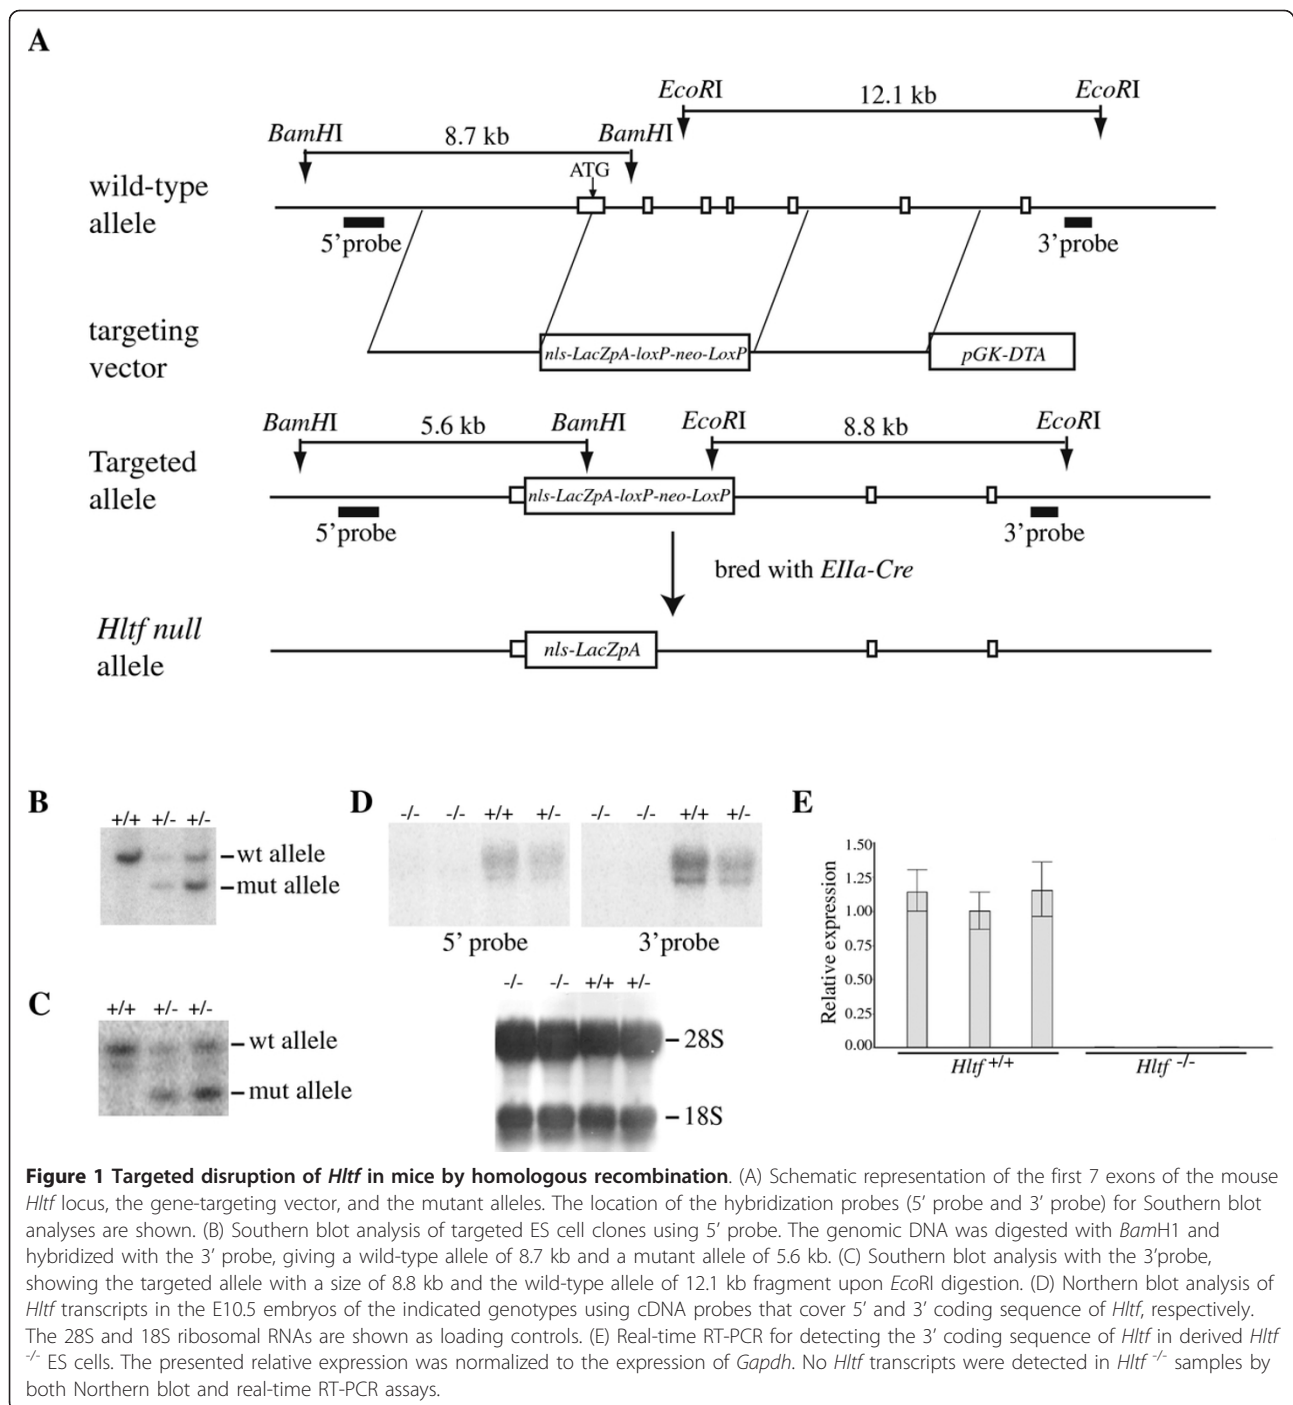 A
EcoRI
12.1 kb
EcoRI
BamHI
8.7 kb
BamHI
ATG
wild-type
allele
5’probe
3’probe
targeting
vector
nls-LacZpA-loxP-neo-LoxP
pGK-DTA
BamHI
5.6 kb
BamHI
EcoRI
8.8 kb
EcoRI
Targeted
allele
nls-LacZpA-loxP-neo-LoxP
5’probe
3’probe
bred with EIIa-Cre
Hltf null
allele
nls-LacZpA
B
+/+ +/- +/-
wt allele
mut allele
C
+/+ +/- +/-
wt allele
mut allele
D
-/- -/- +/+ +/-
5’ probe
-/- -/- +/+ +/-
3’probe
-/- -/- +/+ +/-
28S
18S
E
Relative expression
1.50
1.25
1.00
0.75
0.50
0.25
0.00
Hltf +/+
Hltf -/-
Figure 1 Targeted disruption of Hltf in mice by homologous recombination. (A) Schematic representation of the first 7 exons of the mouse
Hltf locus, the gene-targeting vector, and the mutant alleles. The location of the hybridization probes (5’ probe and 3’ probe) for Southern blot
analyses are shown. (B) Southern blot analysis of targeted ES cell clones using 5’ probe. The genomic DNA was digested with BamH1 and
hybridized with the 3’ probe, giving a wild-type allele of 8.7 kb and a mutant allele of 5.6 kb. (C) Southern blot analysis with the 3’probe,
showing the targeted allele with a size of 8.8 kb and the wild-type allele of 12.1 kb fragment upon EcoRI digestion. (D) Northern blot analysis of
Hltf transcripts in the E10.5 embryos of the indicated genotypes using cDNA probes that cover 5’ and 3’ coding sequence of Hltf, respectively.
The 28S and 18S ribosomal RNAs are shown as loading controls. (E) Real-time RT-PCR for detecting the 3’ coding sequence of Hltf in derived Hltf
-/- ES cells. The presented relative expression was normalized to the expression of Gapdh. No Hltf transcripts were detected in Hltf -/- samples by
both Northern blot and real-time RT-PCR assays.